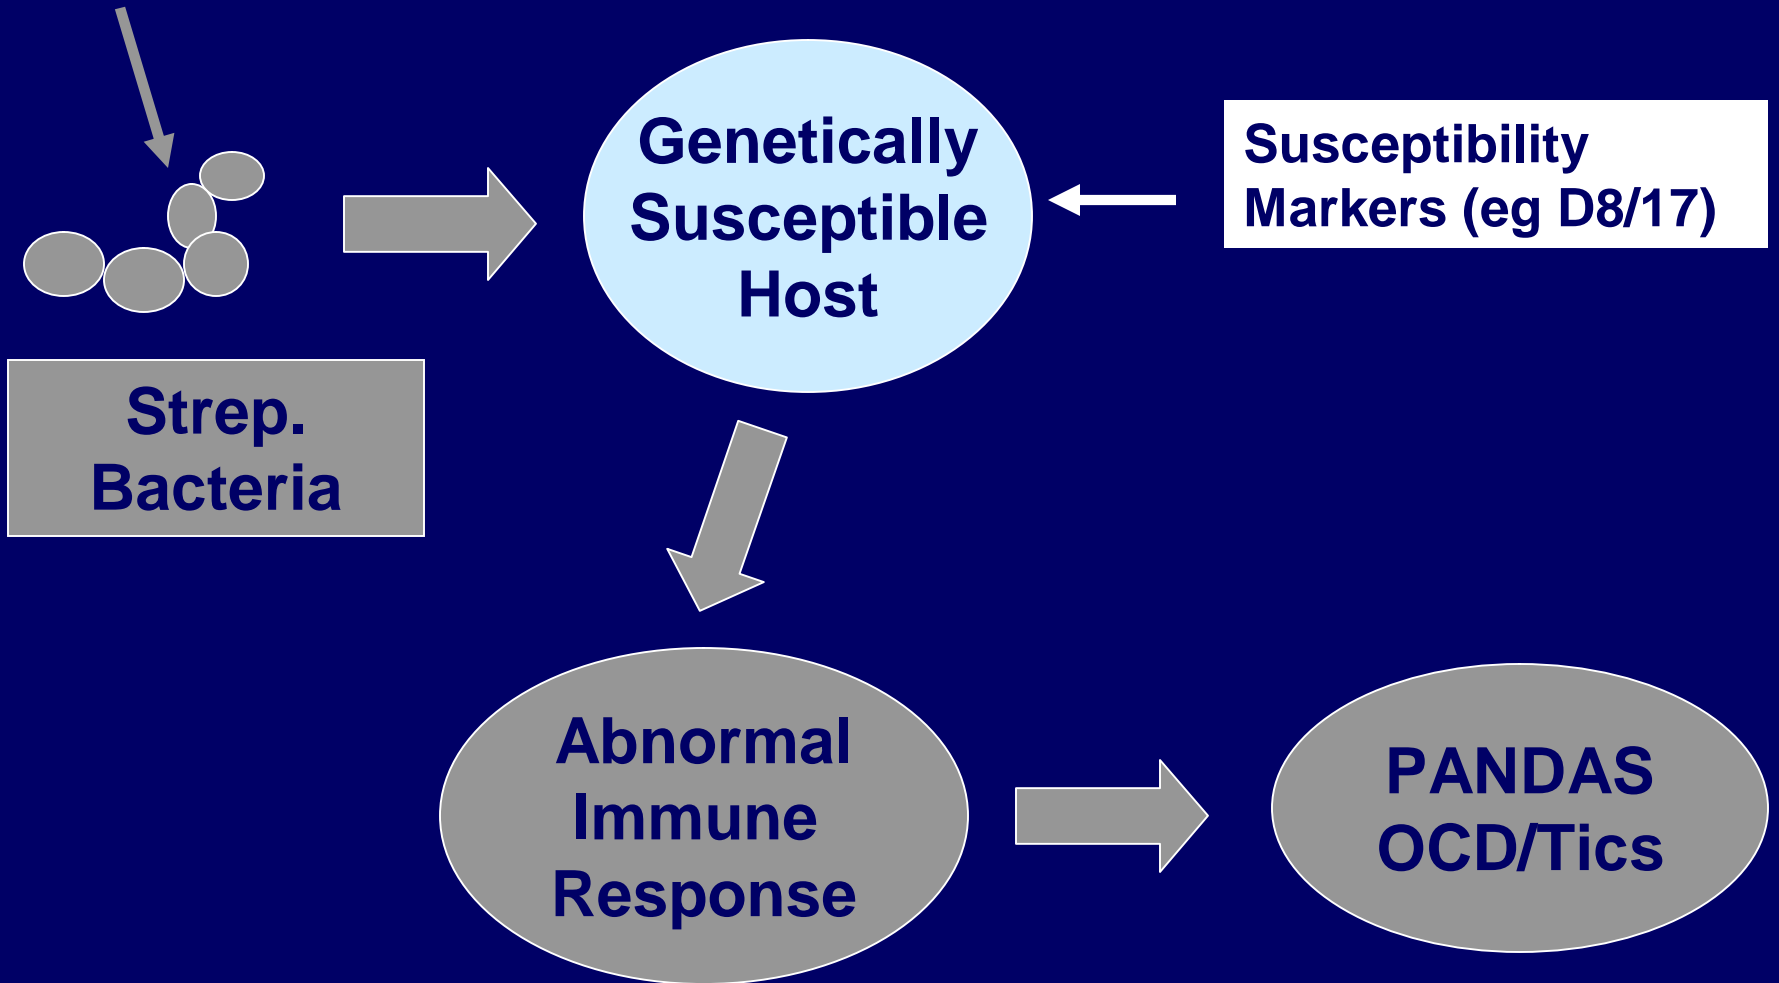 Genetically
Susceptible
Host
Susceptibility
Markers (eg D8/17)
Strep.
Bacteria
Abnormal
Immune
Response
PANDAS
OCD/Tics